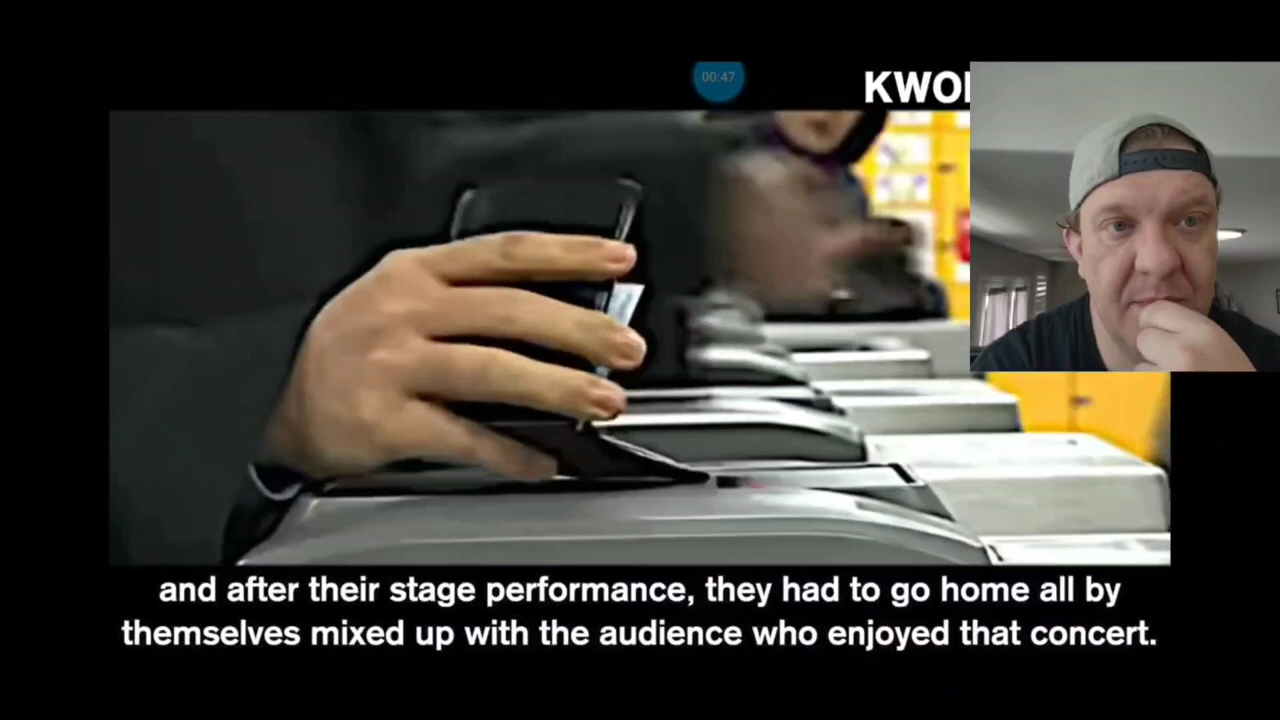 00:47
KWO
and after their stage performance, they had to go home all by
themselves mixed up with the audience who enjoyed that concert.